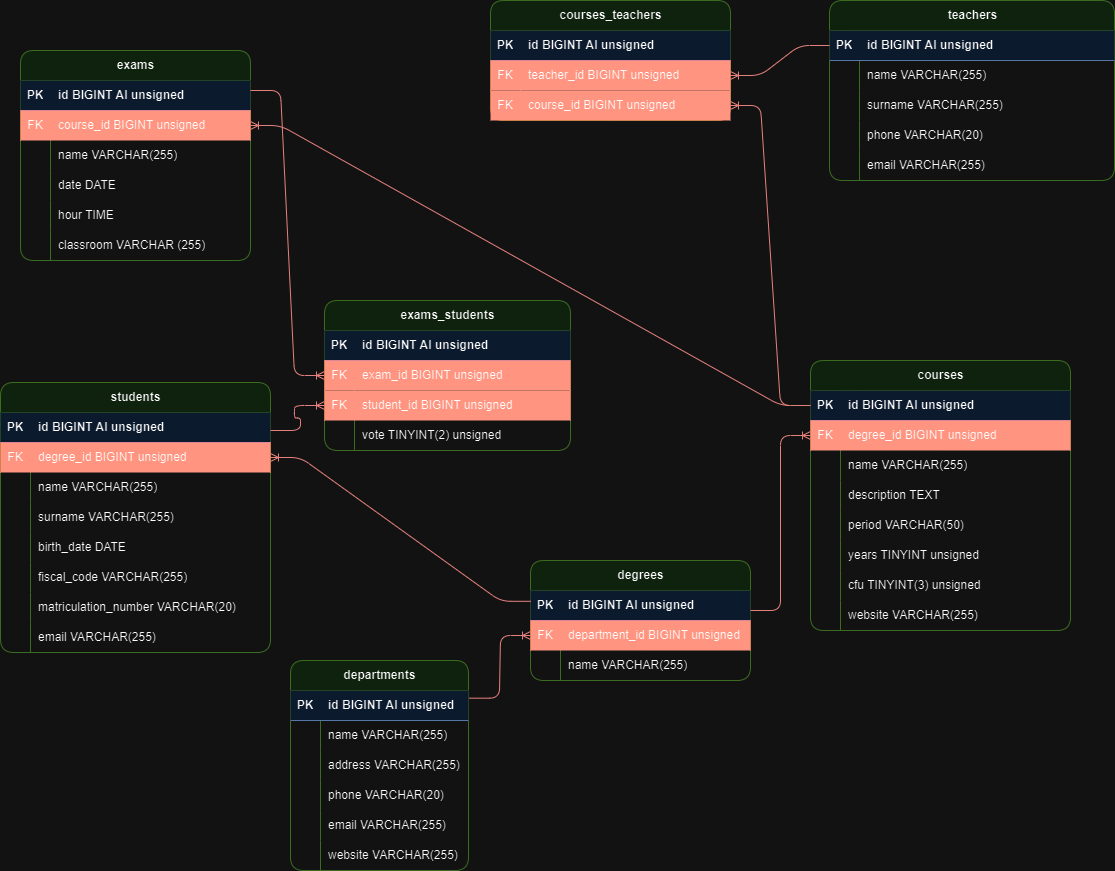 courses_teachers
PK id BIGINT AI unsigned
FK teacher_id BIGINT unsigned
FK course_id BIGINT unsigned
teachers
PK id BIGINT AI unsigned
name VARCHAR(255)
surname VARCHAR(255)
phone VARCHAR(20)
email VARCHAR(255)
exams
PK id BIGINT AI unsigned
FK course_id BIGINT unsigned
name VARCHAR(255)
date DATE
hour TIME
classroom VARCHAR (255)
exams_students
PK id BIGINT AI unsigned
FK exam_id BIGINT unsigned
FK student_id BIGINT unsigned
vote TINYINT(2) unsigned
students
PK id BIGINT AI unsigned
FK degree_id BIGINT unsigned
name VARCHAR(255)
surname VARCHAR(255)
birth_date DATE
fiscal_code VARCHAR(255)
matriculation_number VARCHAR(20)
email VARCHAR(255)
courses
PK id BIGINT AI unsigned
FK degree_id BIGINT unsigned
name VARCHAR(255)
description TEXT
period VARCHAR(50)
years TINYINT unsigned
cfu TINYINT(3) unsigned
website VARCHAR(255)
degrees
PK id BIGINT AI unsigned
FK department_id BIGINT unsigned
name VARCHAR(255)
departments
PK id BIGINT AI unsigned
name VARCHAR(255)
address VARCHAR(255)
phone VARCHAR(20)
email VARCHAR(255)
website VARCHAR(255)